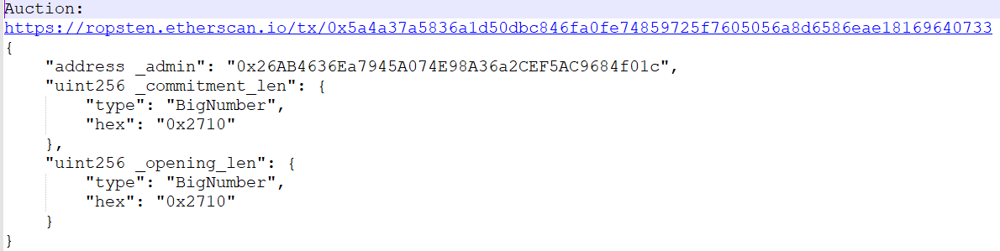 Auction:
https://ropsten.etherscan.io/tx/0x5a4a37a5836a1d50dbc846fa0fe74859725f7605056a8d6586eae18169640733
{
    "address _admin": "0x26AB4636Ea7945A074E98A36a2CEF5AC9684f01c",
    "uint256 _commitment_len": {
        "type": "BigNumber",
        "hex": "0x2710"
    },
    "uint256 _opening_len": {
        "type": "BigNumber",
        "hex": "0x2710"
    }
}